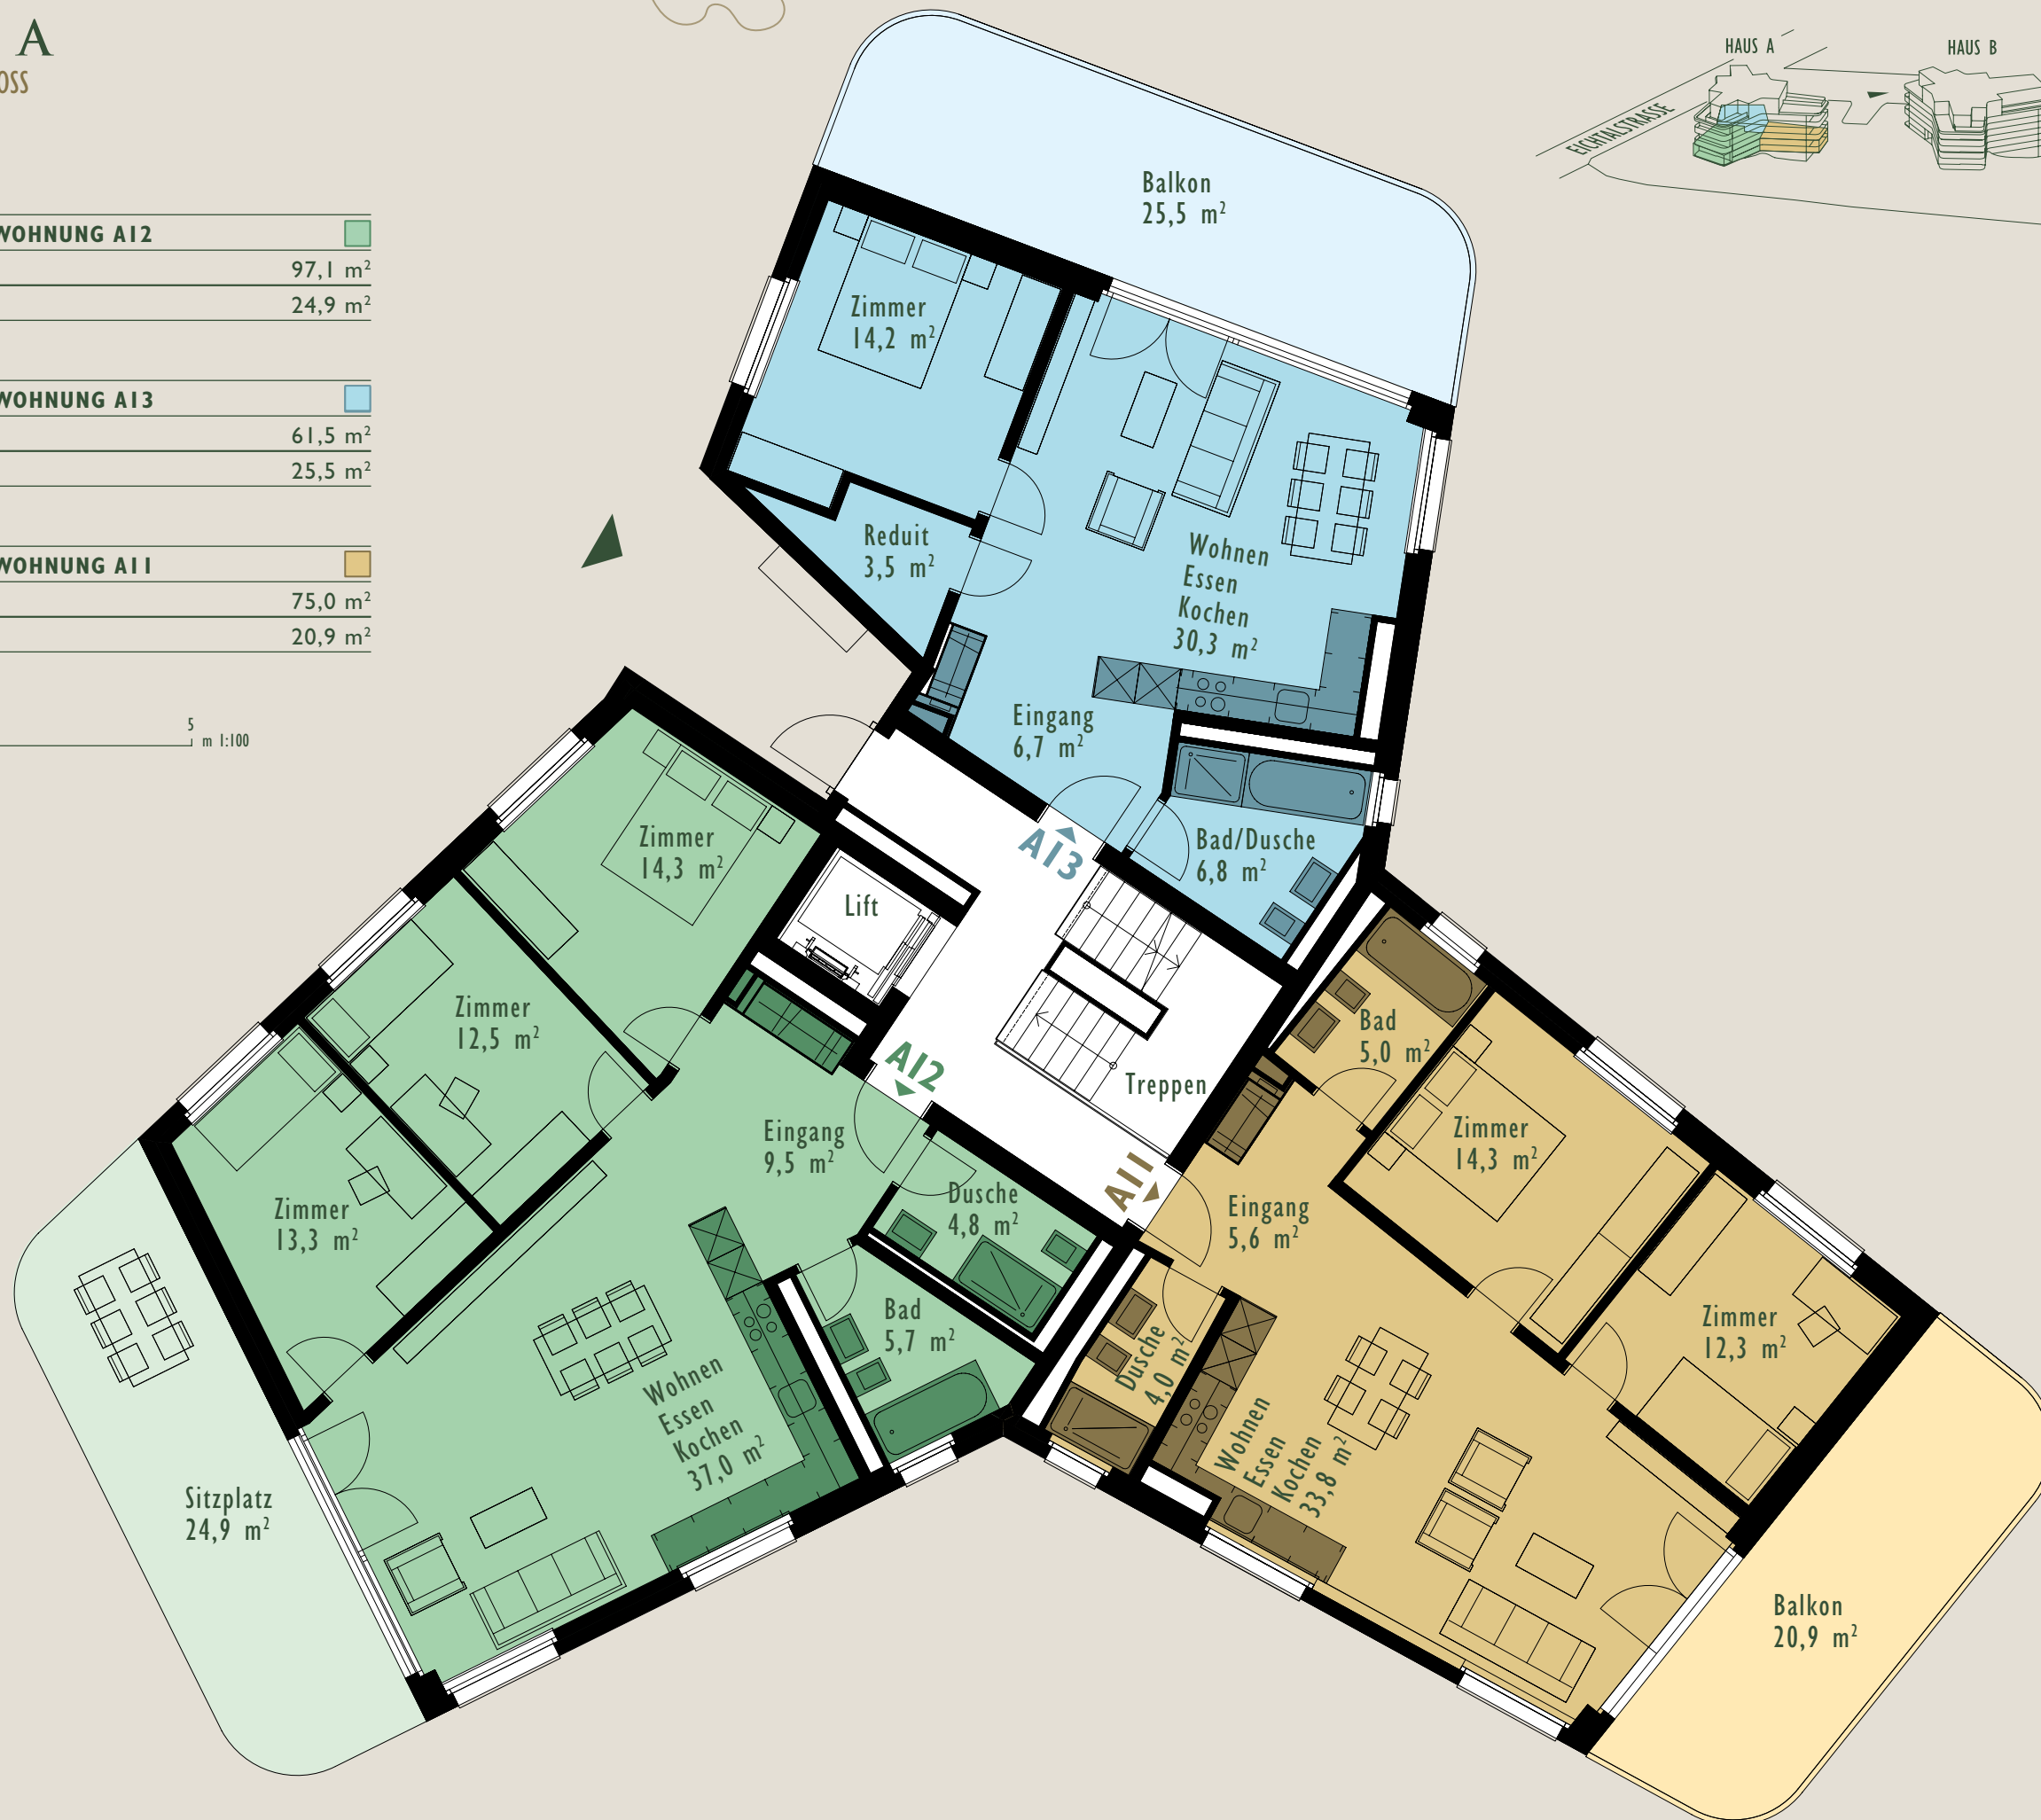 A
OSS
HAUS A
HAUS B
EICHTALSTRASSE
WOHNUNG A12
97,1 m²
24,9 m²
WOHNUNG A13
61,5 m²
25,5 m²
WOHNUNG A11
75,0 m²
20,9 m²
5
m 1:100
Balkon
25,5 m²
Zimmer
14,2 m²
Reduit
3,5 m²
Wohnen
Essen
Kochen
30,3 m²
Eingang
6,7 m²
Bad/Dusche
6,8 m²
A13
Lift
Treppen
A12
A11
Zimmer
14,3 m²
Zimmer
12,5 m²
Zimmer
13,3 m²
Eingang
9,5 m²
Dusche
4,8 m²
Bad
5,7 m²
Wohnen
Essen
Kochen
37,0 m²
Sitzplatz
24,9 m²
Bad
5,0 m²
Zimmer
14,3 m²
Eingang
5,6 m²
Zimmer
12,3 m²
Dusche
4,0 m²
Wohnen
Essen
Kochen
33,8 m²
Balkon
20,9 m²